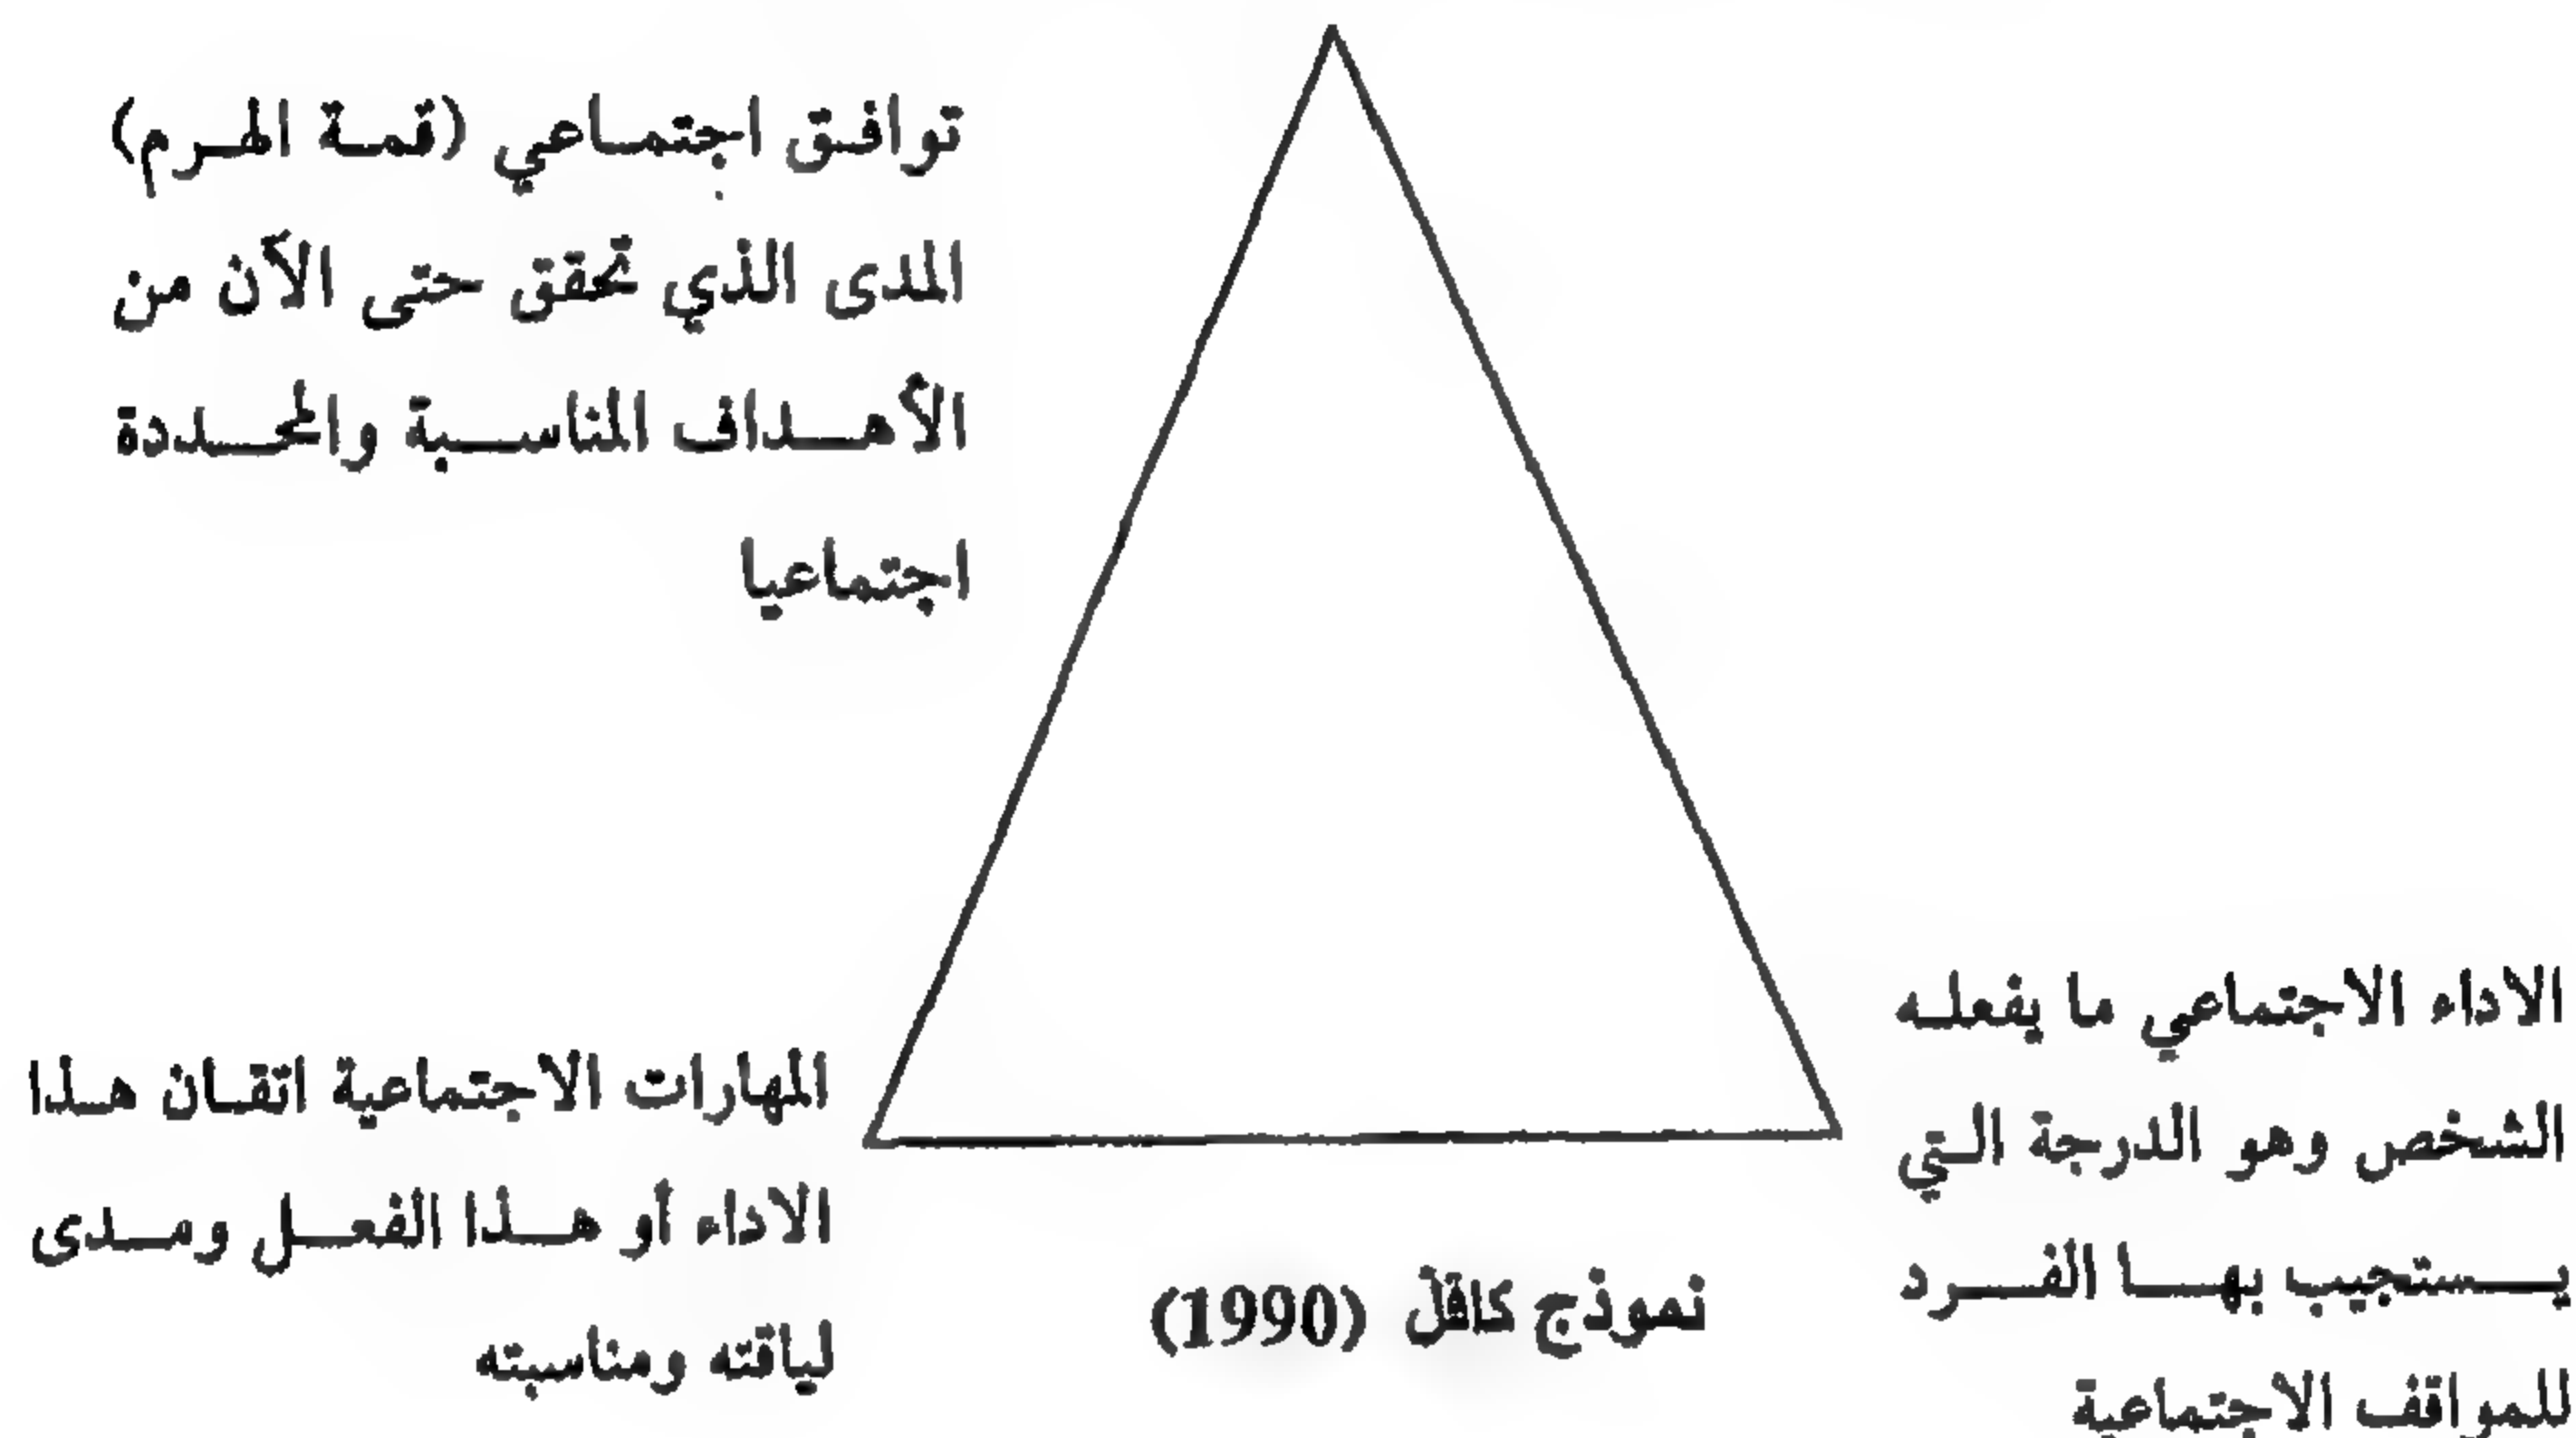 توافق اجتماعي (قمة الهرم)
المدى الذي تحقق حتى الآن من
الأهداف المناسبة والمحددة
اجتماعيا
الاداء الاجتماعي ما يفعله
الشخص وهو الدرجة التي
يستجيب بها الفرد
للمواقف الاجتماعية
المهارات الاجتماعية اتقان هذا
الاداء أو هذا الفعل ومدى
لياقته ومناسبته
نموذج كافل (1990)